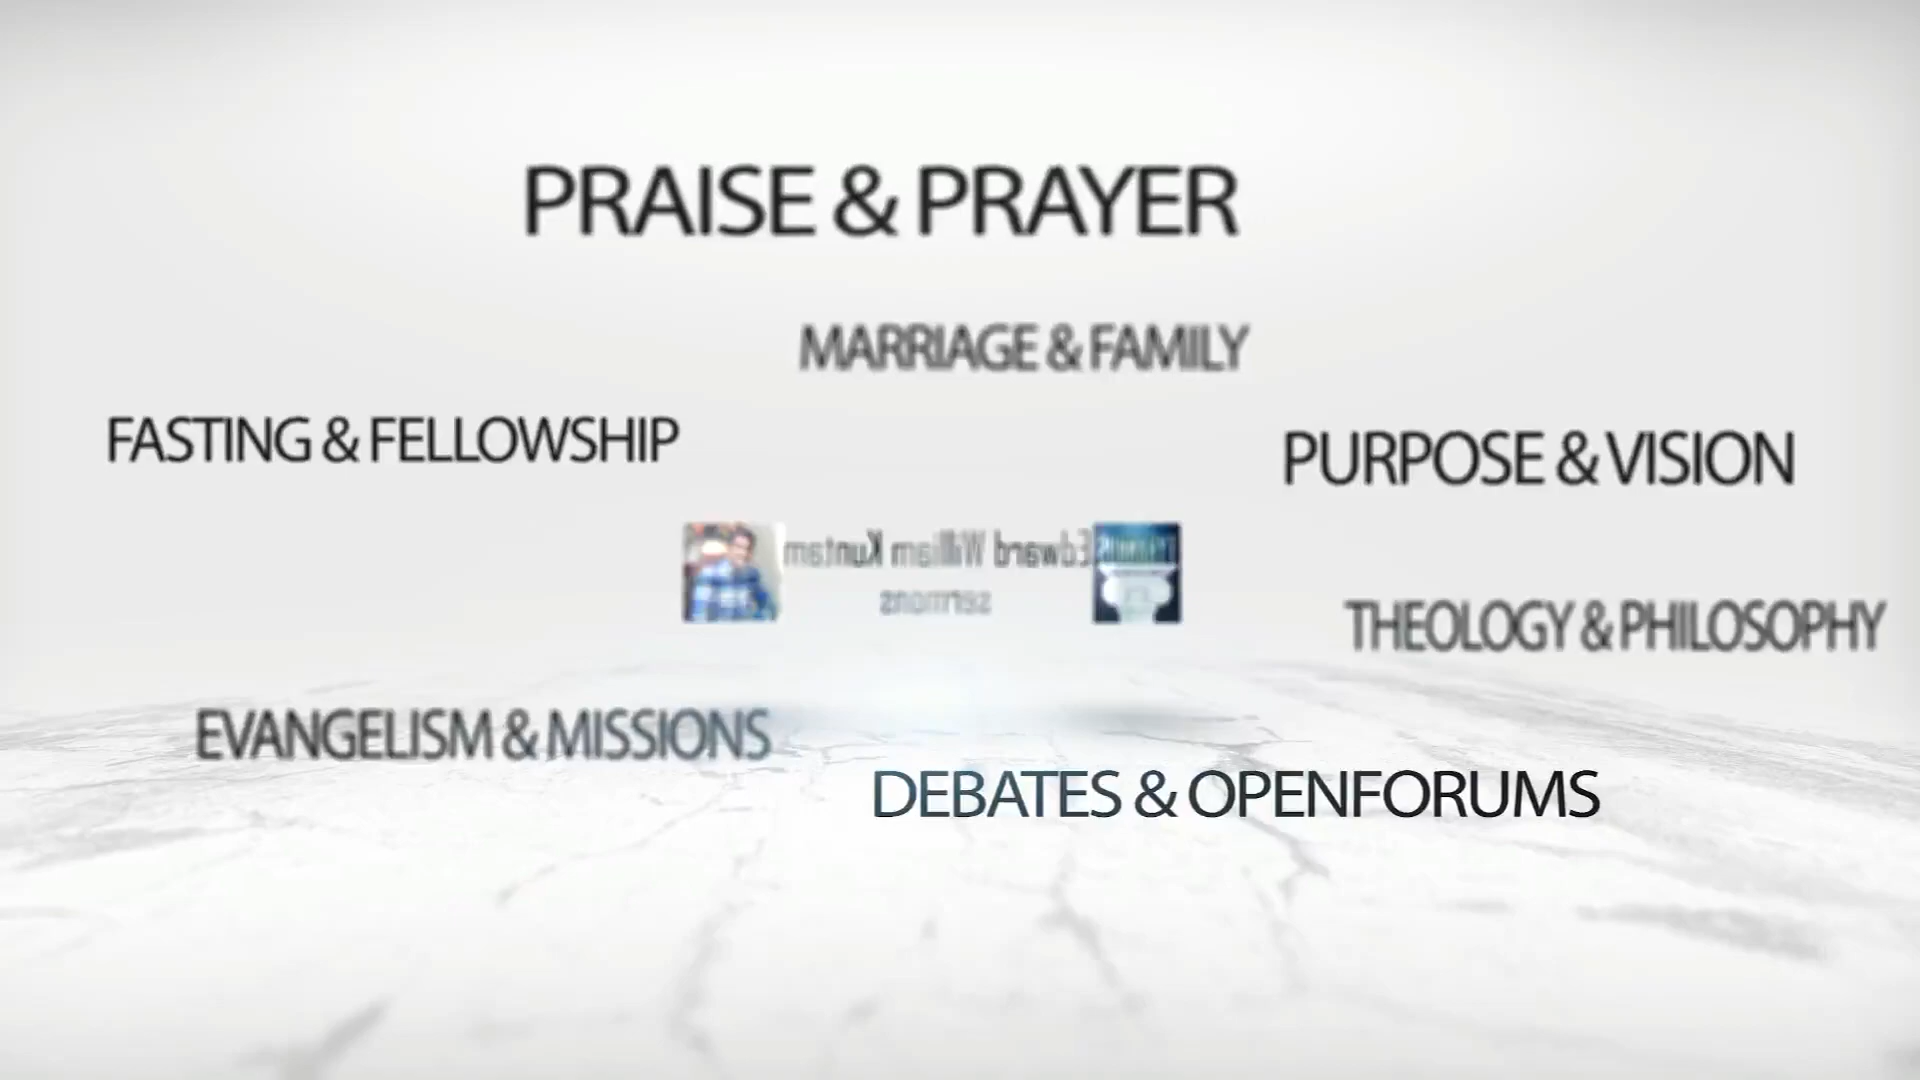 PRAISE & PRAYER
MARRIAGE & FAMILY
FASTING & FELLOWSHIP
PURPOSE & VISION
Edward William Kuntam
sermons
THEOLOGY & PHILOSOPHY
EVANGELISM & MISSIONS
DEBATES & OPENFORUMS